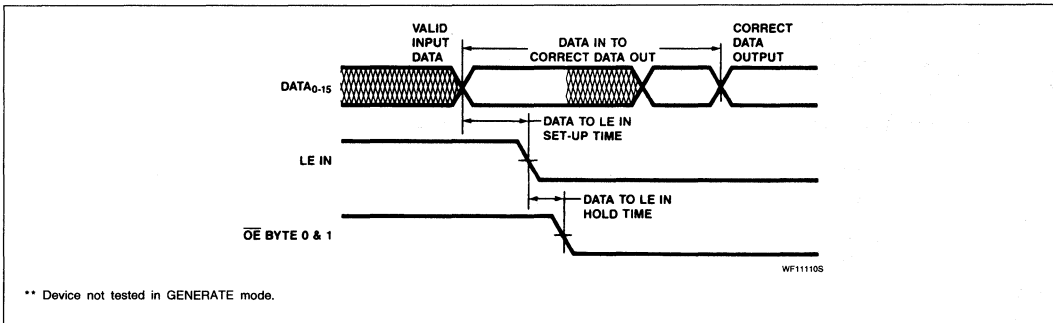 VALID
INPUT
DATA
DATA IN TO
CORRECT DATA OUT
CORRECT
DATA
OUTPUT
DATA0-15
DATA TO LE IN
SET-UP TIME
LE IN
DATA TO LE IN
HOLD TIME
OE BYTE 0 & 1
WF11110S
** Device not tested in GENERATE mode.